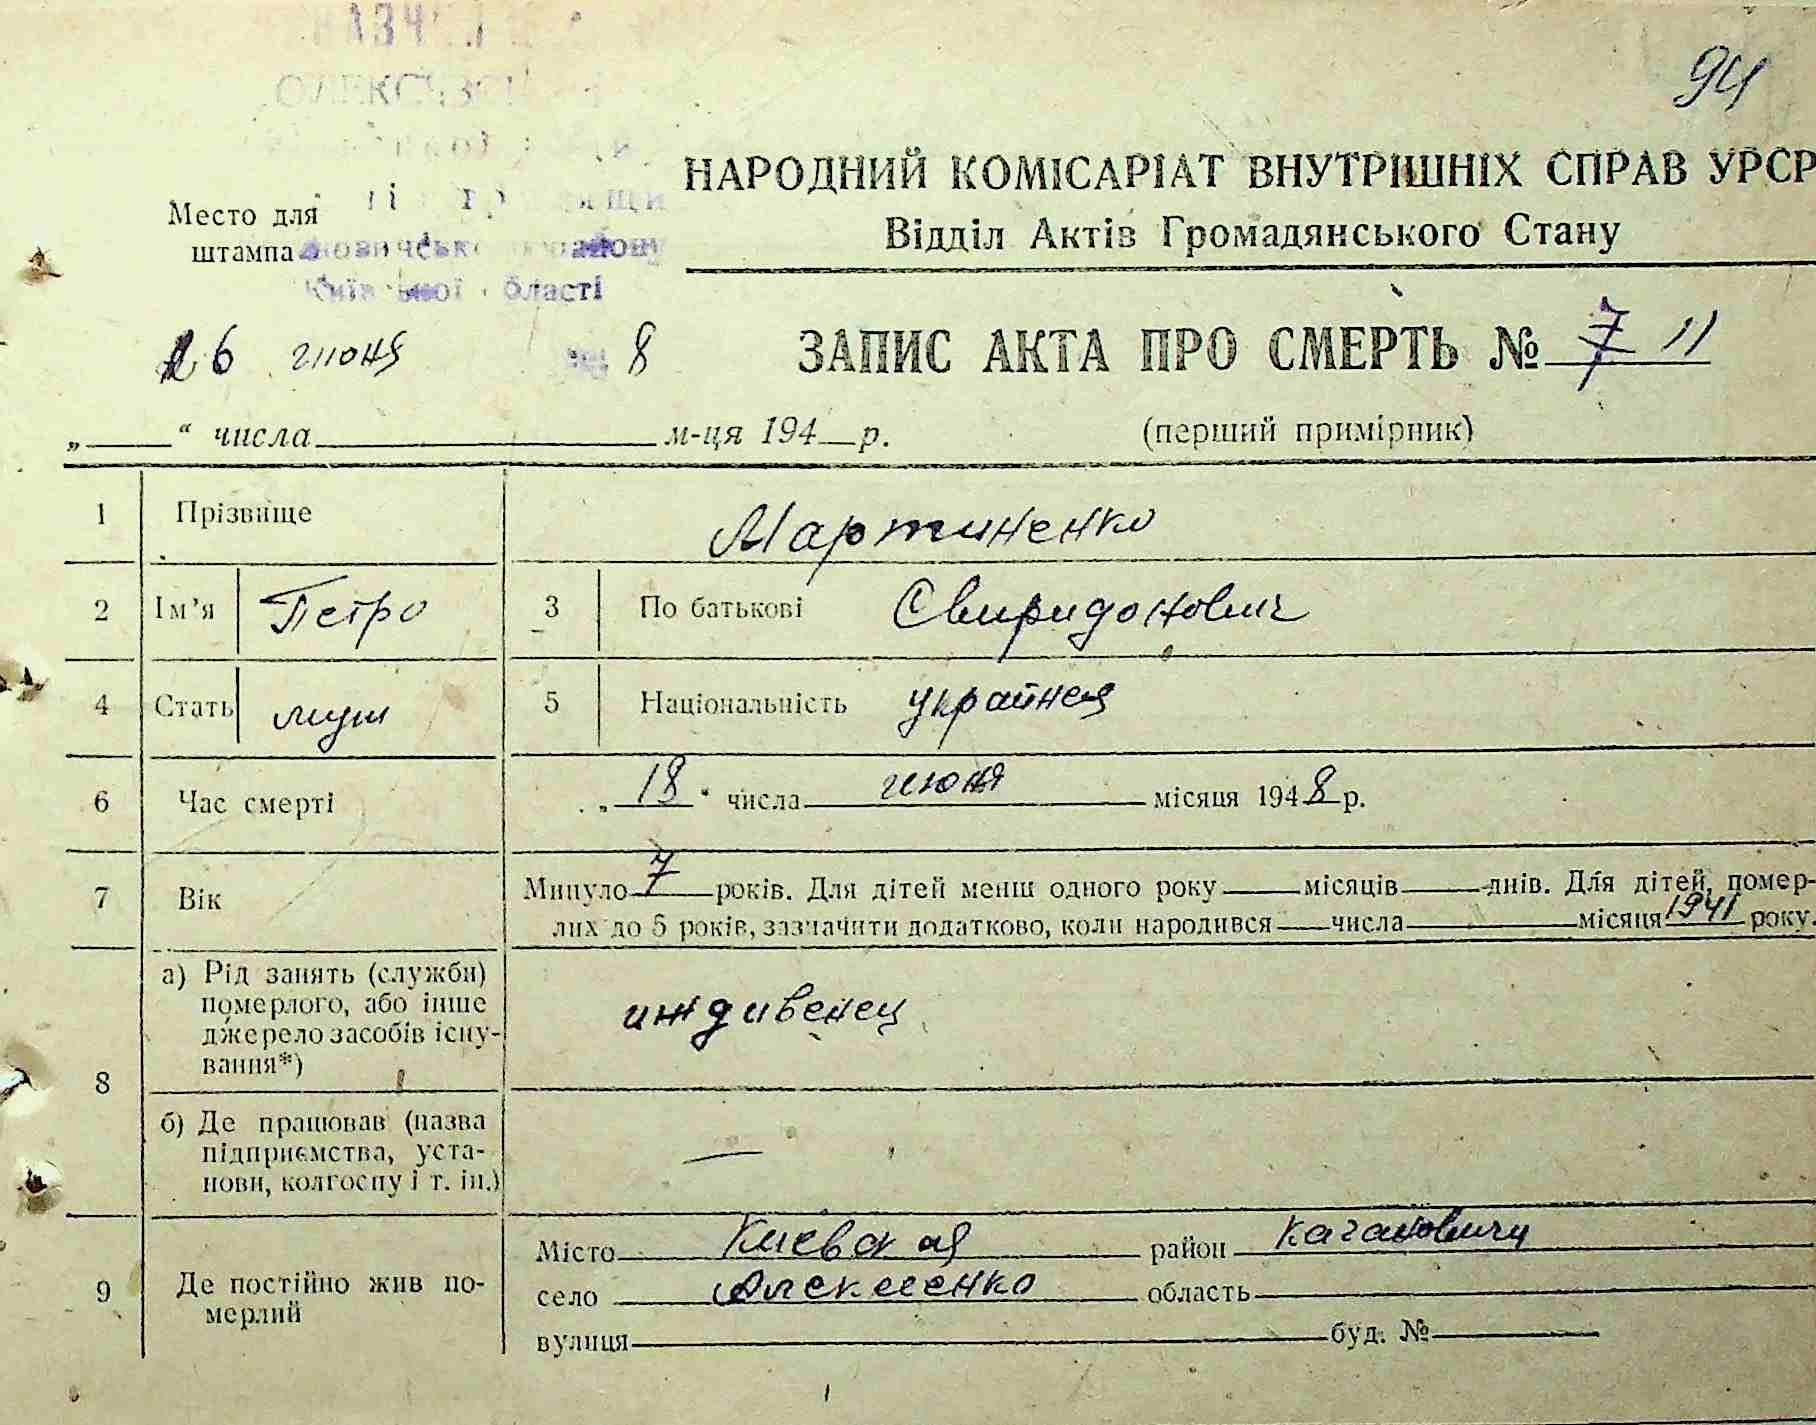 94
НАРОДНИЙ КОМІСАРІАТ ВНУТРІШНІХ СПРАВ УРСР
Відділ Актів Громадянського Стану
Место для
штампа
області
26 июня 8
ЗАПИС АКТА ПРО СМЕРТЬ № 11
„ “ числа м-ця 194 р. (перший примірник)
1 Прізвище Мартиненко
2 Ім’я Петро 3 По батькові Свиридонович
4 Стать муж 5 Національність украинец
6 Час смерті „ 18 “ числа июня місяця 1948 р.
7 Вік Минуло 7 років. Для дітей менш одного року місяців днів. Для дітей, помер-
лих до 5 років, зазначити додатково, коли народився числа місяця 1941 року.
8 а) Рід занять (служби)
померлого, або інше
джерело засобів існу-
вання*) иждивенец
б) Де працював (назва
підприємства, уста-
нови, колгоспу і т. ін.) —
9 Де постійно жив по-
мерлий
Місто Киевская район Кагановичи
село область
вулиця буд. №